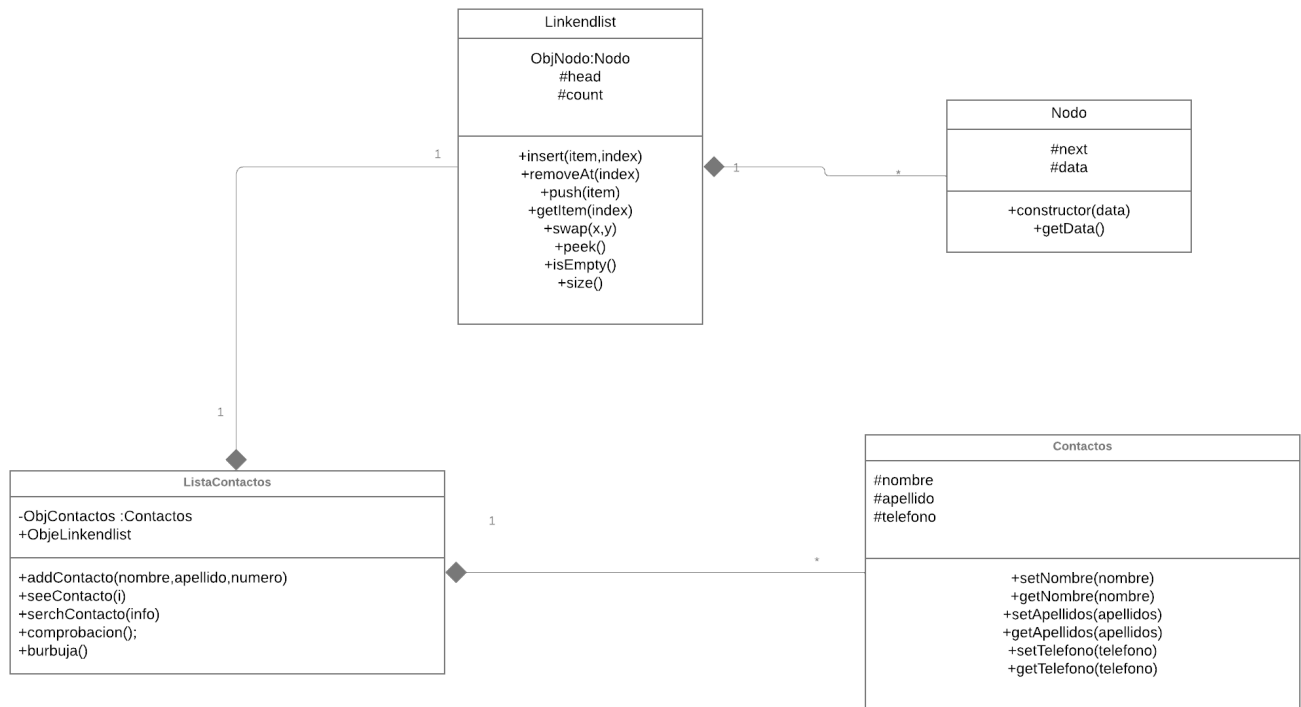 Linkendlist
ObjNodo:Nodo
#head
#count
+insert(item,index)
+removeAt(index)
+push(item)
+getItem(index)
+swap(x,y)
+peek()
+isEmpty()
+size()
Nodo
#next
#data
+constructor(data)
+getData()
1
*
1
1
ListaContactos
-ObjContactos :Contactos
+ObjeLinkendlist
+addContacto(nombre,apellido,numero)
+seeContacto(i)
+serchContacto(info)
+comprobacion();
+burbuja()
1
*
Contactos
#nombre
#apellido
#telefono
+setNombre(nombre)
+getNombre(nombre)
+setApellidos(apellidos)
+getApellidos(apellidos)
+setTelefono(telefono)
+getTelefono(telefono)